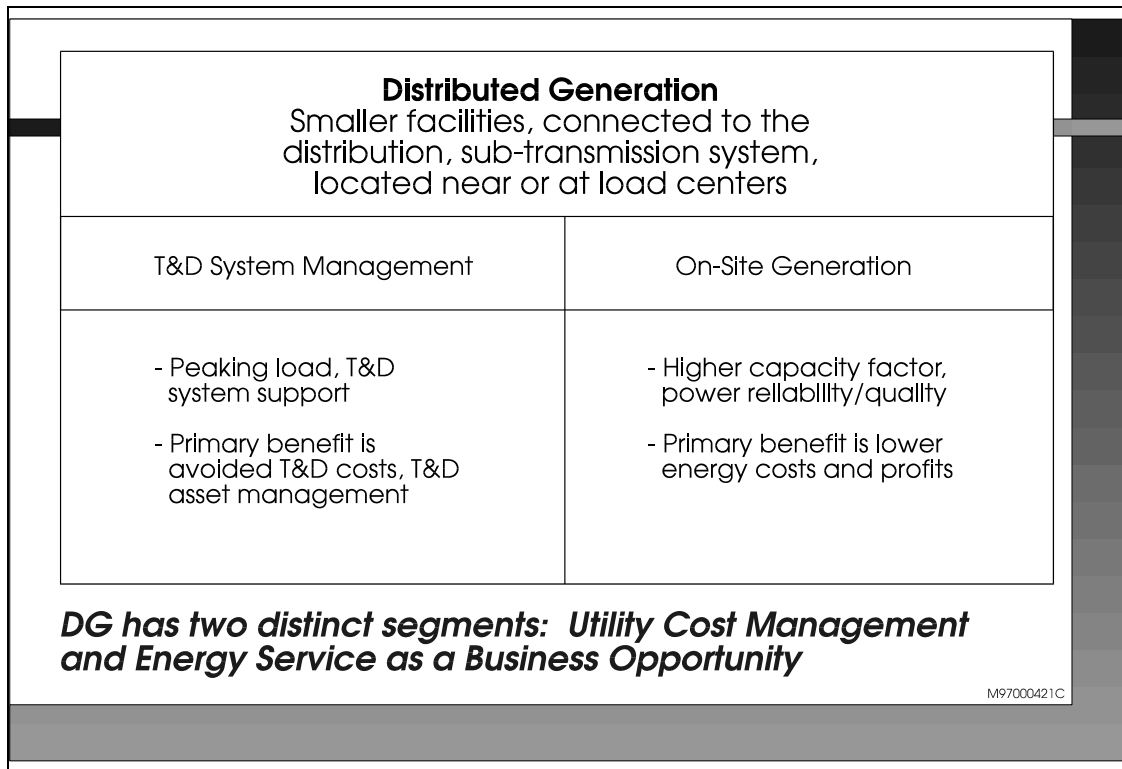 Distributed Generation
Smaller facilities, connected to the
distribution, sub-transmission system,
located near or at load centers
T&D System Management
On-Site Generation
- Peaking load, T&D
system support
- Primary benefit is
avoided T&D costs, T&D
asset management
- Higher capacity factor,
power reliability/quality
- Primary benefit is lower
energy costs and profits
DG has two distinct segments: Utility Cost Management
and Energy Service as a Business Opportunity
M97000421C